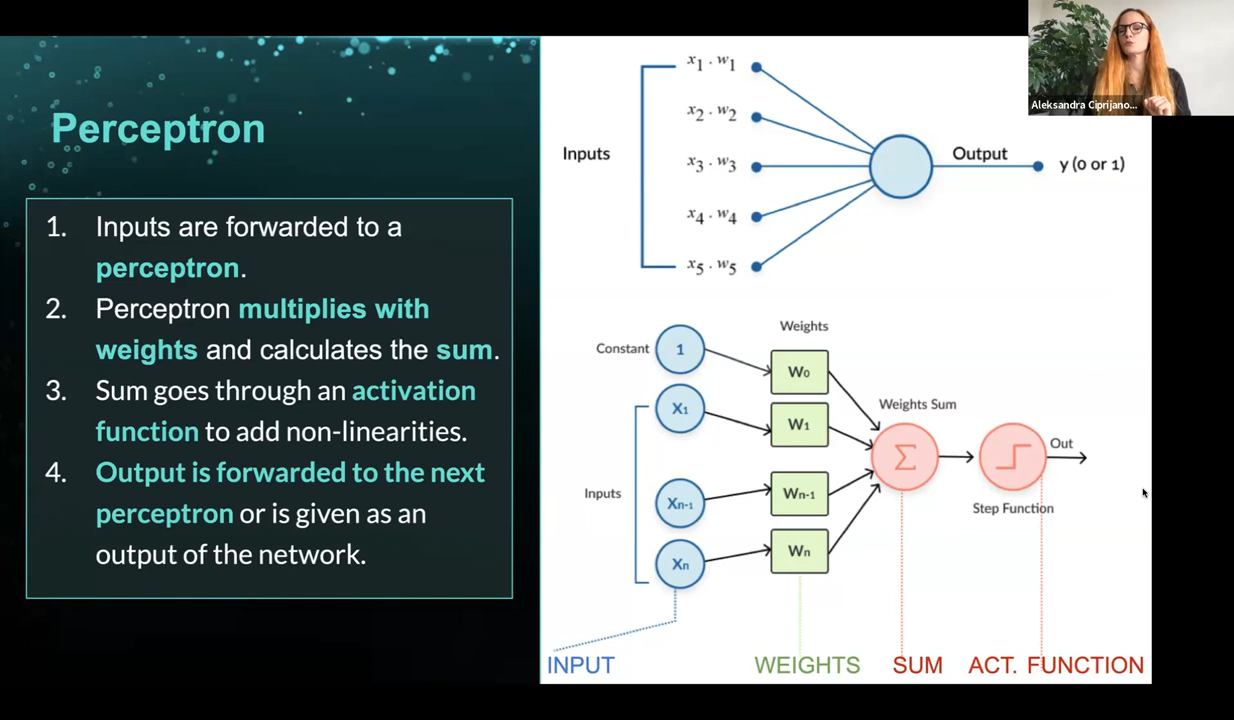 Aleksandra Ciprijano...
Perceptron
1. Inputs are forwarded to a
perceptron.
2. Perceptron multiplies with
weights and calculates the sum.
3. Sum goes through an activation
function to add non-linearities.
4. Output is forwarded to the next
perceptron or is given as an
output of the network.
x₁ . w₁
x₂ . w₂
Inputs
x₃ . w₃
x₄ . w₄
x₅ . w₅
Output
y (0 or 1)
Weights
Constant
1
W₀
X₁
W₁
Weights Sum
Σ
Out
Inputs
Xₙ₋₁
Wₙ₋₁
Step Function
Xₙ
Wₙ
INPUT
WEIGHTS
SUM
ACT. FUNCTION